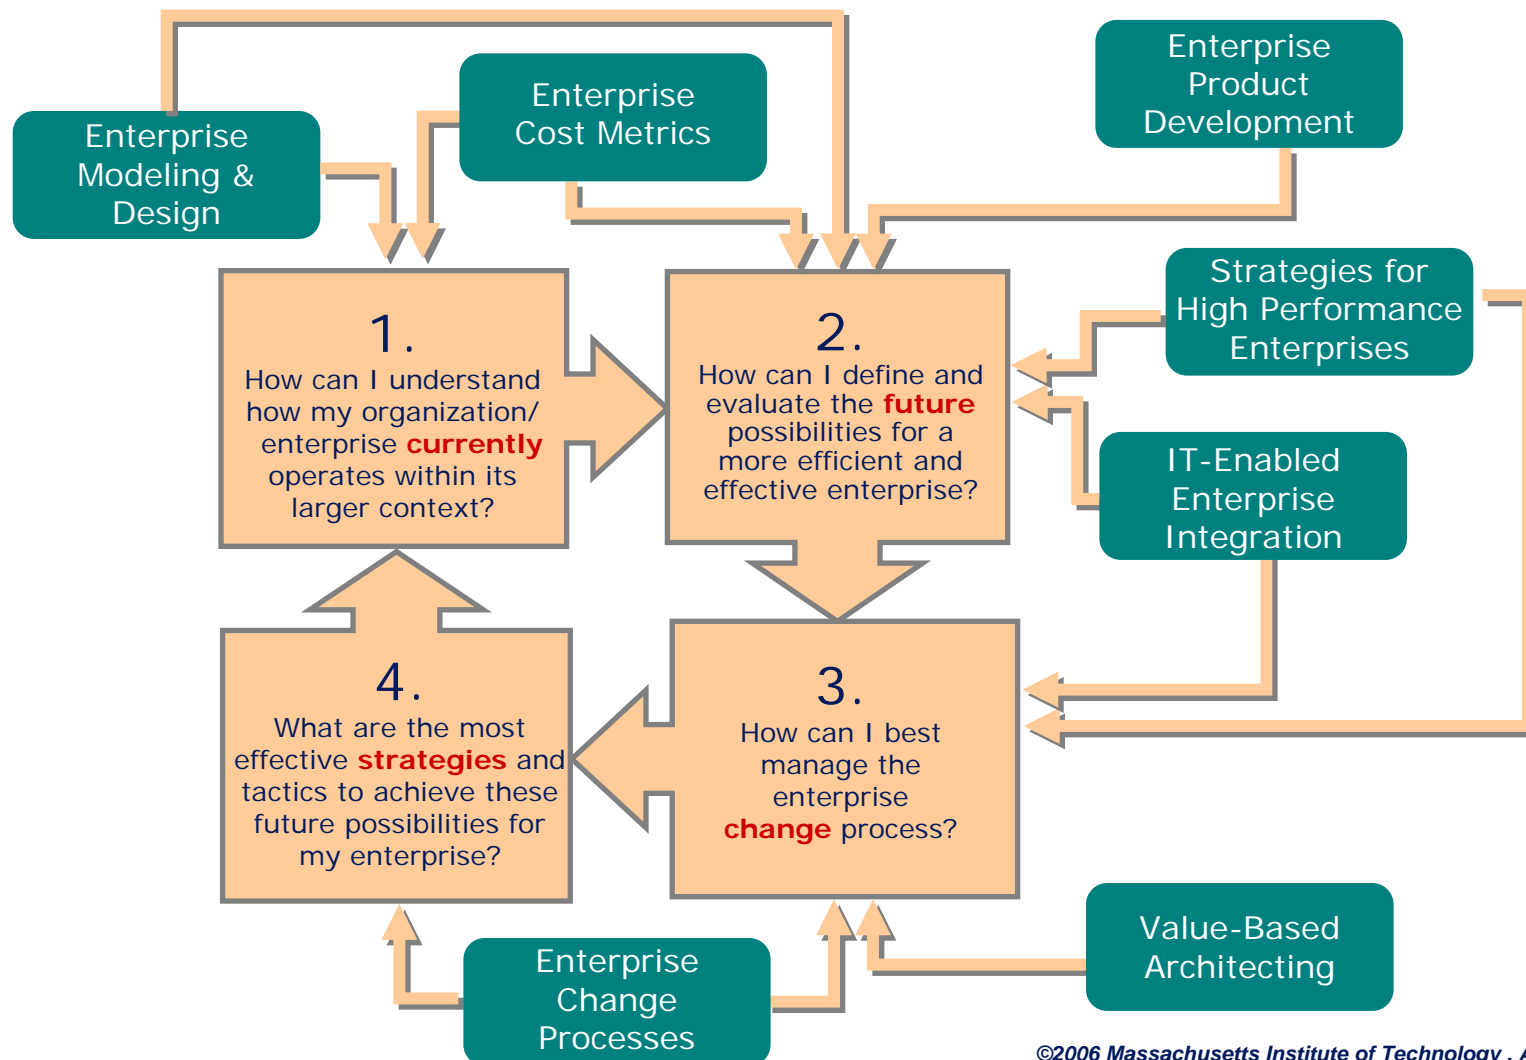 Enterprise
Modeling &
Design
Enterprise
Cost Metrics
Enterprise
Product
Development
Strategies for
High Performance
Enterprises
1.
How can I understand
how my organization/
enterprise currently
operates within its
larger context?
2.
How can I define and
evaluate the future
possibilities for a
more efficient and
effective enterprise?
IT-Enabled
Enterprise
Integration
4.
What are the most
effective strategies and
tactics to achieve these
future possibilities for
my enterprise?
3.
How can I best
manage the
enterprise
change process?
Enterprise
Change
Processes
Value-Based
Architecting
©2006 Massachusetts Institute of Technology . A